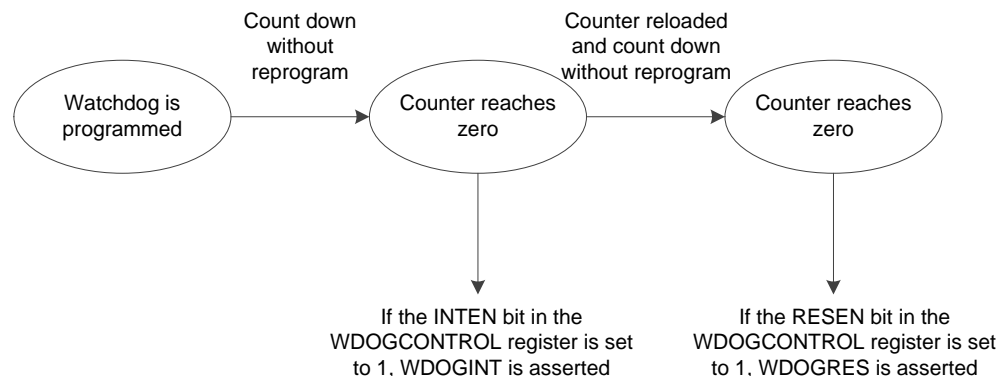 Count down
without
reprogram
Counter reloaded
and count down
without reprogram
Watchdog is
programmed
Counter reaches
zero
Counter reaches
zero
If the INTEN bit in the
WDOGCONTROL register is set
to 1, WDOGINT is asserted
If the RESEN bit in the
WDOGCONTROL register is set
to 1, WDOGRES is asserted